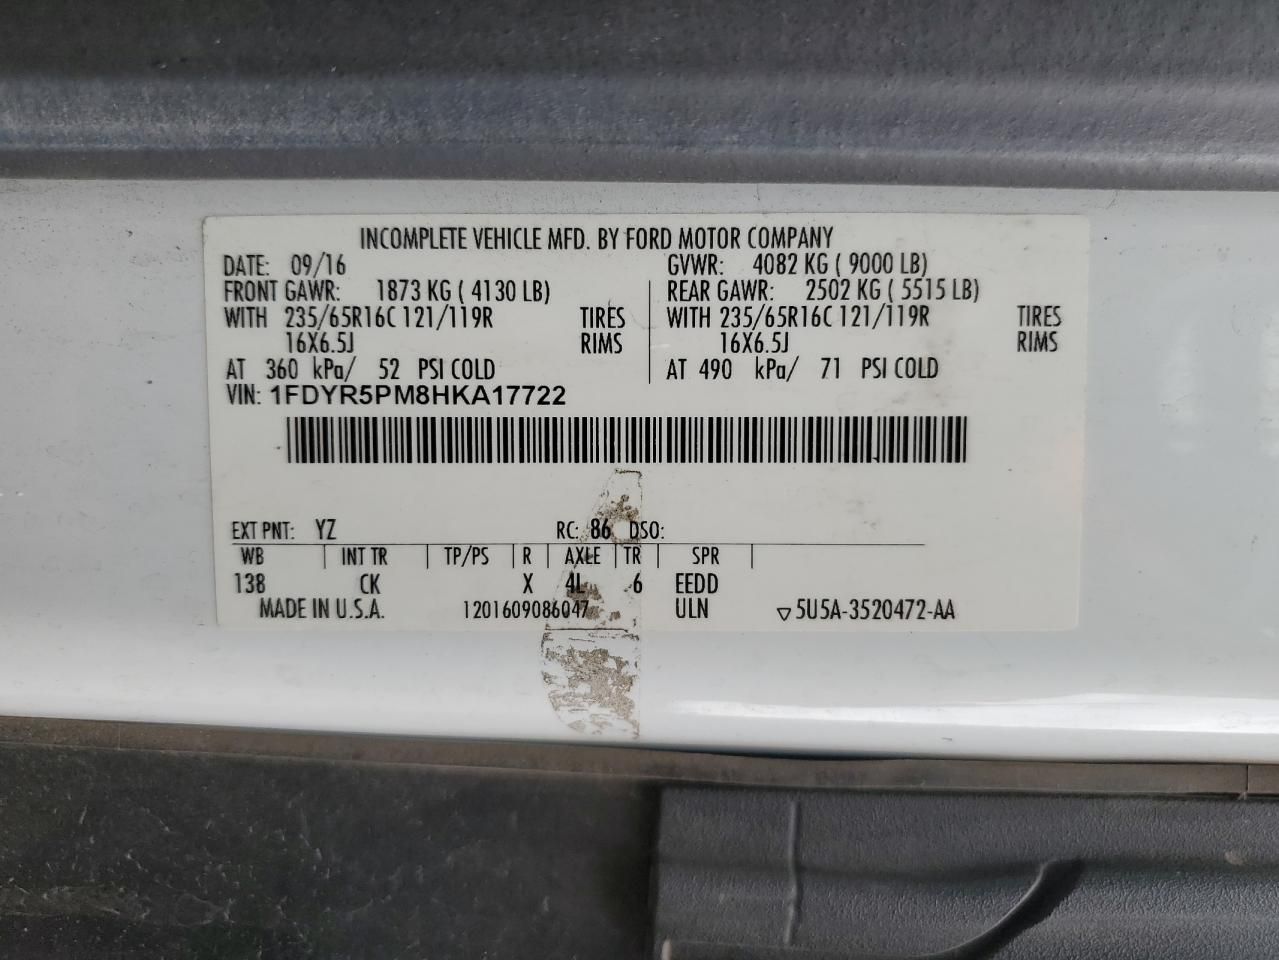 INCOMPLETE VEHICLE MFD. BY FORD MOTOR COMPANY
DATE: 09/16 GVWR: 4082 KG ( 9000 LB)
FRONT GAWR: 1873 KG ( 4130 LB) REAR GAWR: 2502 KG ( 5515 LB)
WITH 235/65R16C 121/119R TIRES WITH 235/65R16C 121/119R TIRES
16X6.5J RIMS 16X6.5J RIMS
AT 360 kPa/ 52 PSI COLD AT 490 kPa/ 71 PSI COLD
VIN: 1FDYR5PM8HKA17722
EXT PNT: YZ RC: 86 DSO:
WB INT TR TP/PS R AXLE TR SPR
138 CK X 4L 6 EEDD
MADE IN U.S.A. 1201609086047 ULN ▽5U5A-3520472-AA